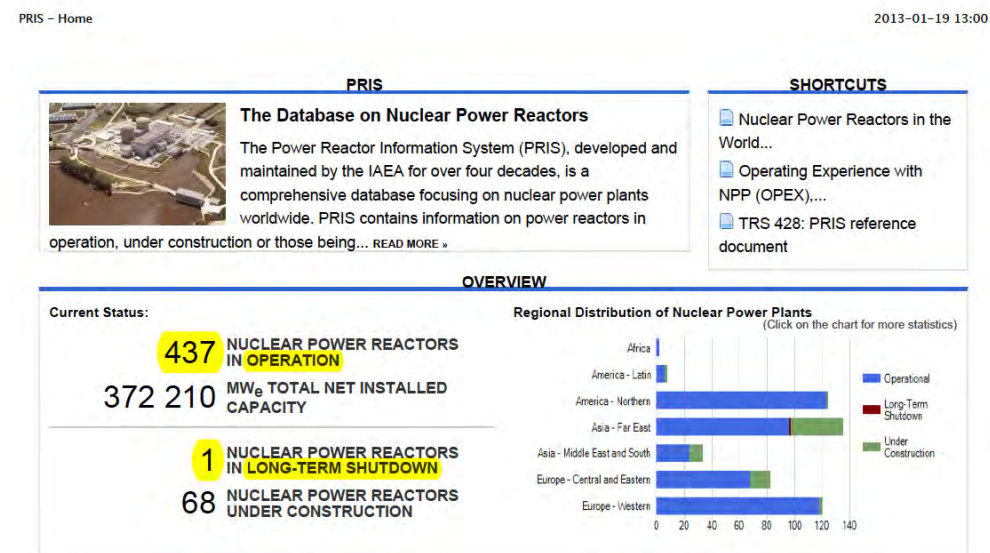 PRIS - Home
2013-01-19 13:00
PRIS
The Database on Nuclear Power Reactors
The Power Reactor Information System (PRIS), developed and
maintained by the IAEA for over four decades, is a
comprehensive database focusing on nuclear power plants
worldwide. PRIS contains information on power reactors in
operation, under construction or those being... READ MORE »
SHORTCUTS
Nuclear Power Reactors in the
World...
Operating Experience with
NPP (OPEX),...
TRS 428: PRIS reference
document
OVERVIEW
Current Status:
437 NUCLEAR POWER REACTORS
IN OPERATION
372 210 MWe TOTAL NET INSTALLED
CAPACITY
1 NUCLEAR POWER REACTORS
IN LONG-TERM SHUTDOWN
68 NUCLEAR POWER REACTORS
UNDER CONSTRUCTION
Regional Distribution of Nuclear Power Plants
(Click on the chart for more statistics)
Africa
America - Latin
America - Northern
Asia - Far East
Asia - Middle East and South
Europe - Central and Eastern
Europe - Western
0 20 40 60 80 100 120 140
Operational
Long-Term
Shutdown
Under
Construction